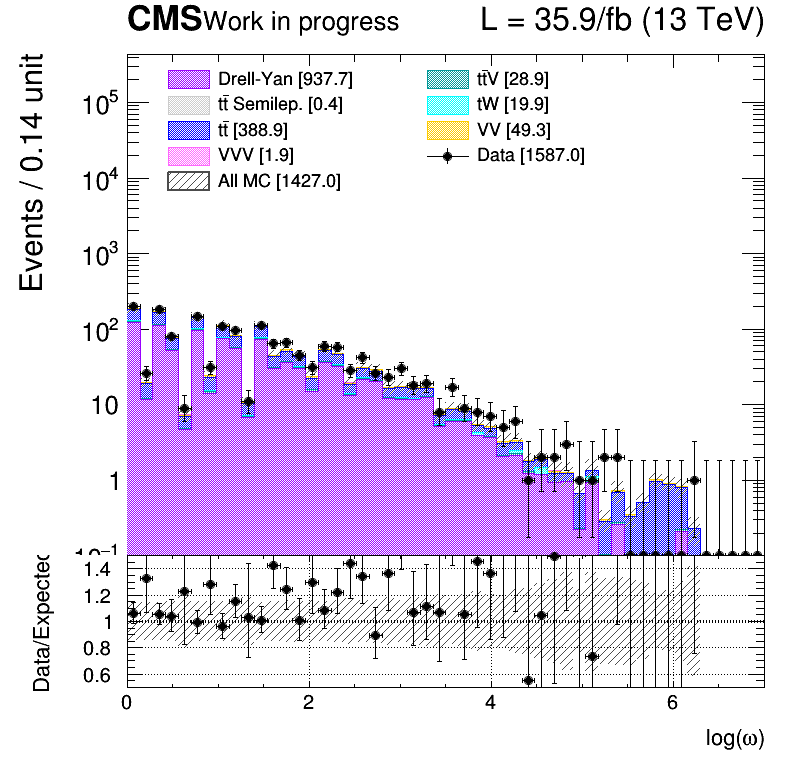 CMS Work in progress L = 35.9/fb (13 TeV)
Events / 0.14 unit
Drell-Yan [937.7]
tt̄ Semilep. [0.4]
tt̄ [388.9]
VVV [1.9]
All MC [1427.0]
tt̄V [28.9]
tW [19.9]
VV [49.3]
Data [1587.0]
10⁵
10⁴
10³
10²
10
1
10⁻¹
Data/Expected
1.4
1.2
1
0.8
0.6
0 2 4 6
log(ω)